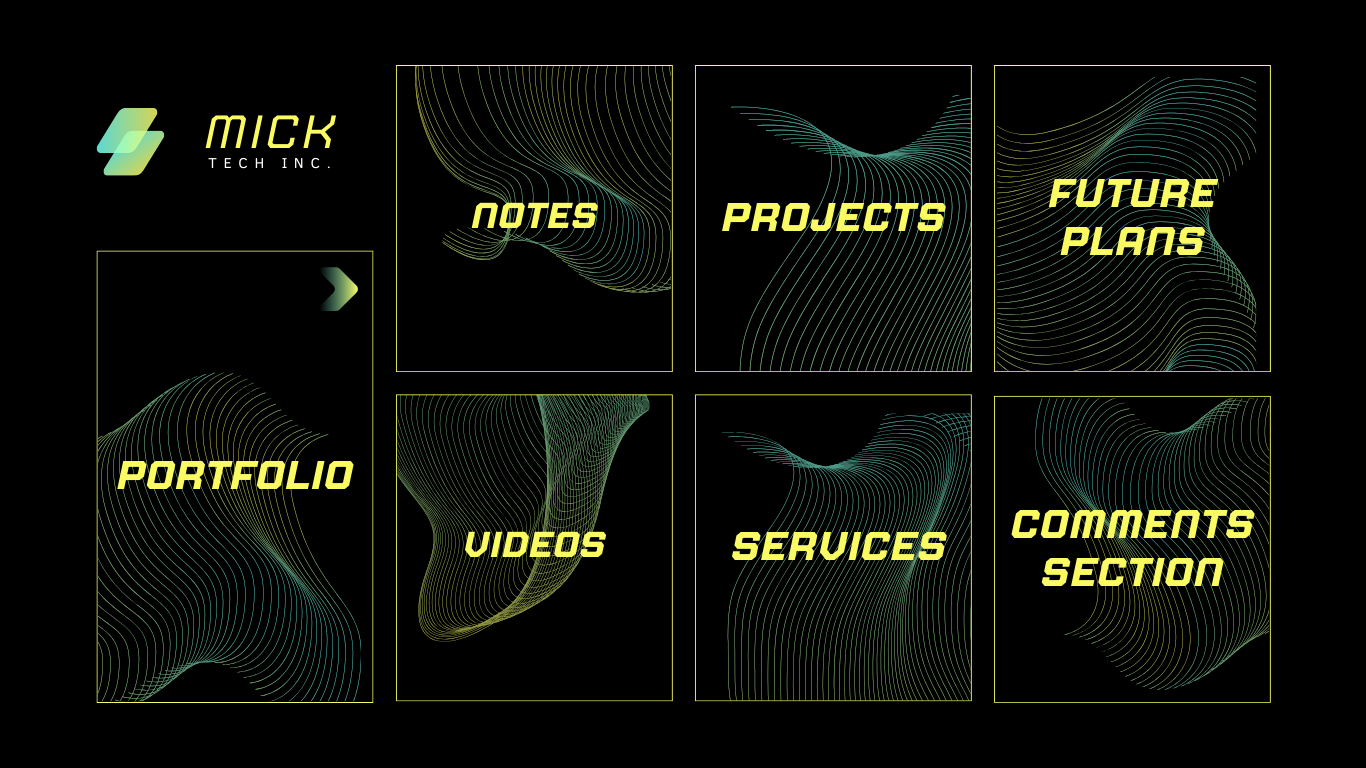 MICK
TECH INC.
NOTES
PROJECTS
FUTURE
PLANS
PORTFOLIO
VIDEOS
SERVICES
COMMENTS
SECTION